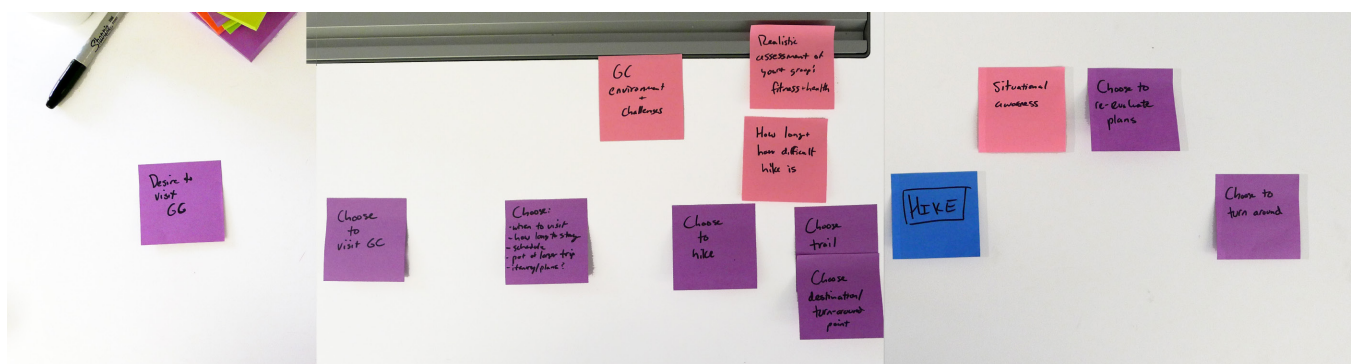 Sharpie
Desire to
visit
GC
Choose
to
visit GC
Choose:
-when to visit
-how long to stay
-schedule
-part of larger trip
GC
environment
+
challenges
Realistic
assessment of
your group's
fitness+health
How long+
how difficult
hike is
Choose
to
hike
Choose
trail
Choose
destination/
turn-around
point
HIKE
Situational
awareness
Choose to
re-evaluate
plans
Choose to
turn around